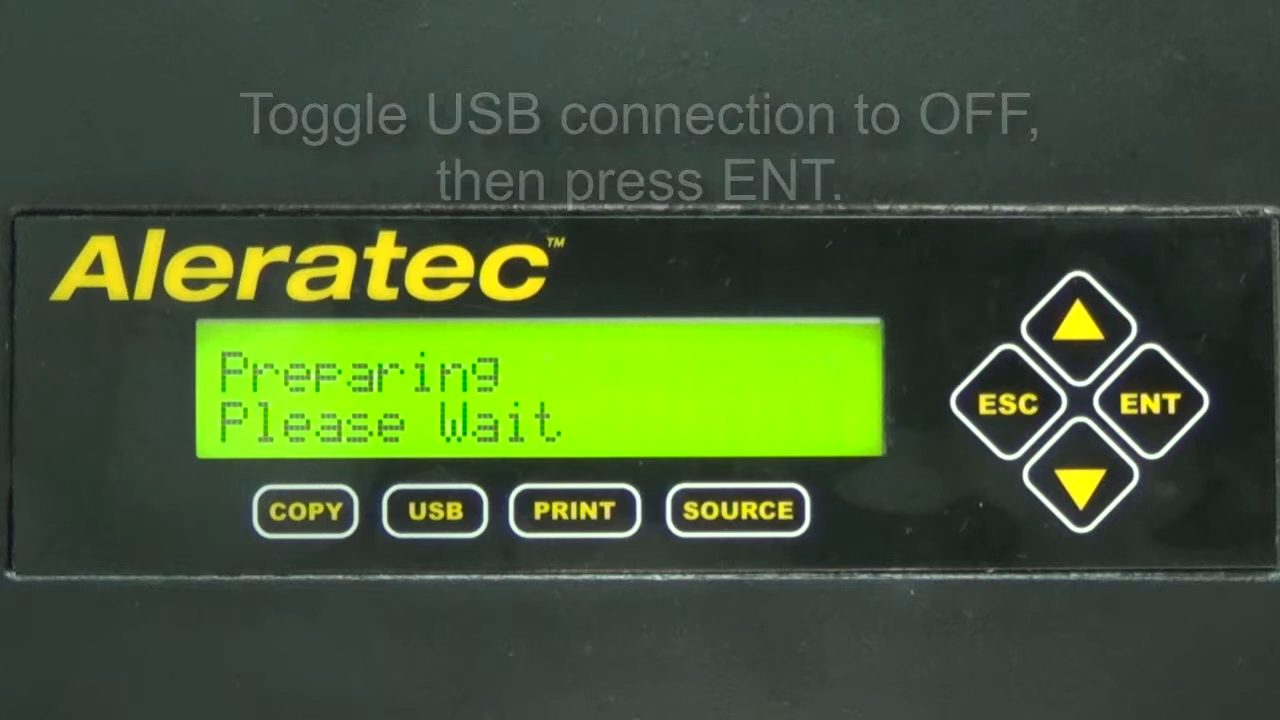 Toggle USB connection to OFF,
then press ENT.
Aleratec™
Preparing
Please Wait
ESC
ENT
COPY
USB
PRINT
SOURCE